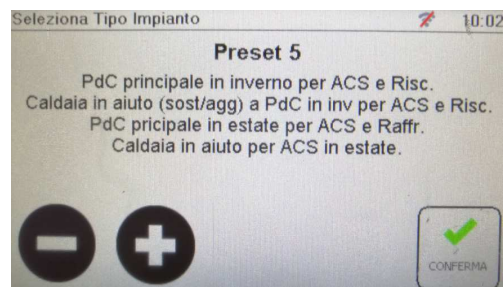 Seleziona Tipo Impianto 10:02
Preset 5
PdC principale in inverno per ACS e Risc.
Caldaia in aiuto (sost/agg) a PdC in inv per ACS e Risc.
PdC pricipale in estate per ACS e Raffr.
Caldaia in aiuto per ACS in estate.
CONFERMA